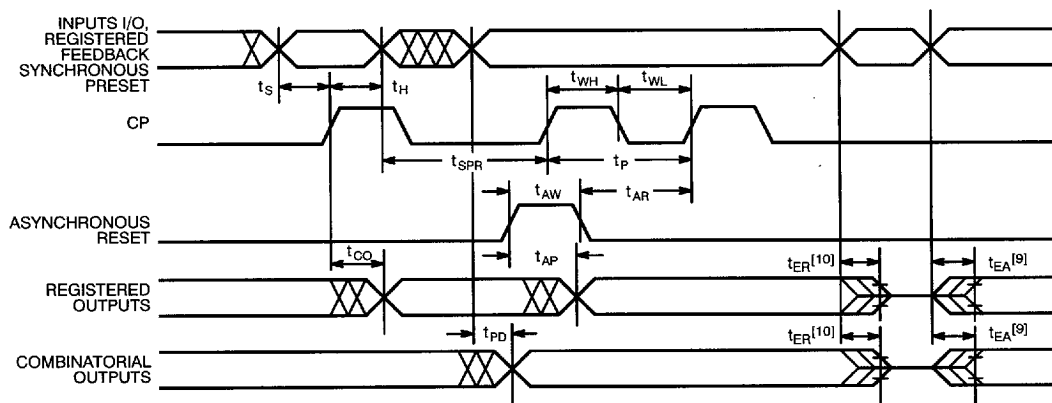 INPUTS I/O,
REGISTERED
FEEDBACK
SYNCHRONOUS
PRESET
tS
tH
tWH
tWL
CP
tSPR
tP
tAW
tAR
ASYNCHRONOUS
RESET
tCO
tAP
tER[10]
tEA[9]
REGISTERED
OUTPUTS
tPD
tER[10]
tEA[9]
COMBINATORIAL
OUTPUTS